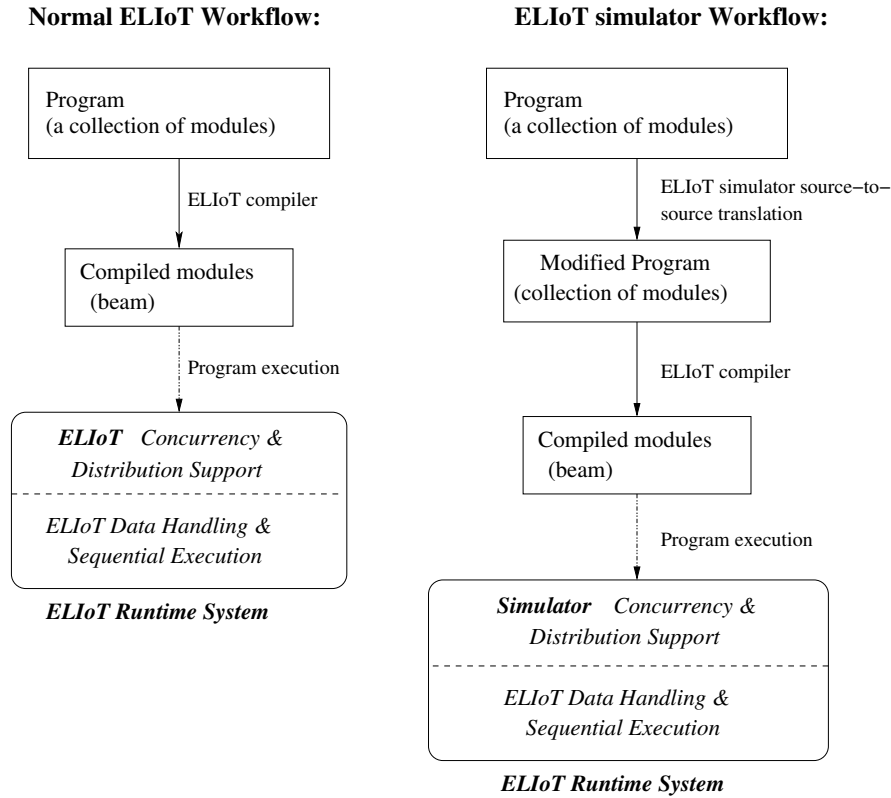 Normal ELIoT Workflow:
Program
(a collection of modules)
ELIoT compiler
Compiled modules
(beam)
Program execution
ELIoT Concurrency &
Distribution Support
ELIoT Data Handling &
Sequential Execution
ELIoT Runtime System
ELIoT simulator Workflow:
Program
(a collection of modules)
ELIoT simulator source−to−
source translation
Modified Program
(collection of modules)
ELIoT compiler
Compiled modules
(beam)
Program execution
Simulator Concurrency &
Distribution Support
ELIoT Data Handling &
Sequential Execution
ELIoT Runtime System